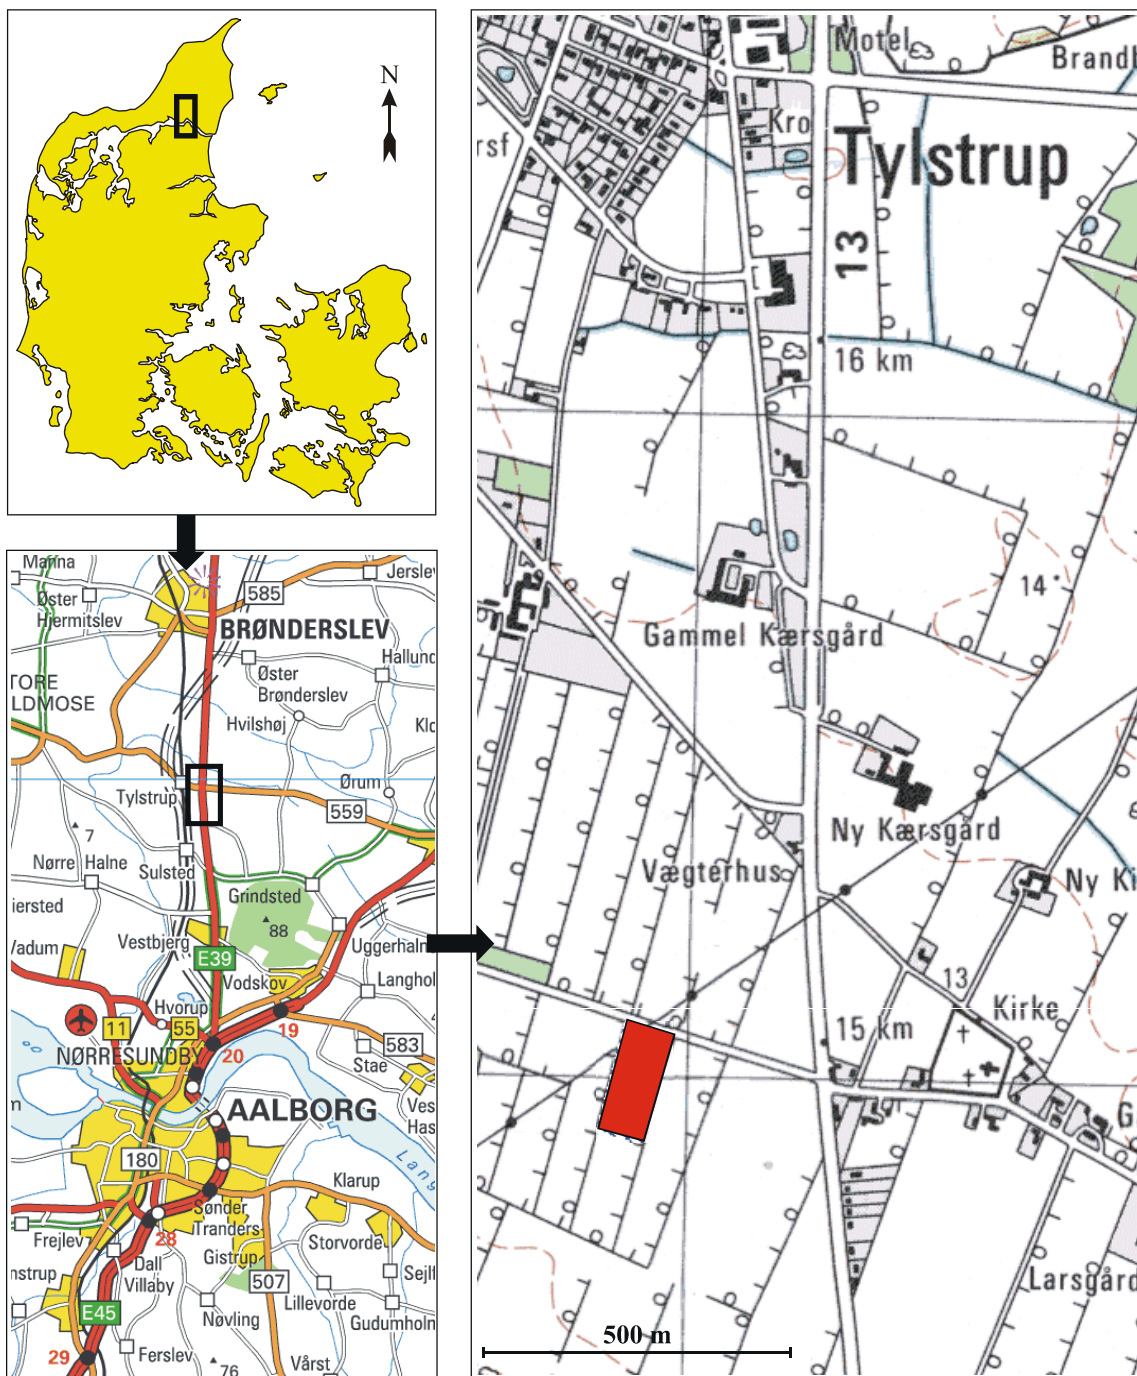 N
Manna
Jerslev
Øster
Hjermitslev
585
BRØNDERSLEV
Øster
Brønderslev
Hallund
TORE
LDMOSE
Hvilshøj
Klo
Tylstrup
Ørum
559
7
Nørre Halne
Sulsted
Grindsted
88
iersted
Vadum
Vestbjerg
Uggerhaln
E39
Vodskov
Langhol
Hvorup
11
55
19
583
NØRRESUNDBY
20
Stae
m
AALBORG
Ves
Has
180
Lang
Klarup
Sønder
Tranders
Frejlev
28
Gistrup
Storvorde
Dall
Villaby
nstrup
507
Sejlf
Lillevorde
E45
Nøvling
Gudumholm
29
Ferslev
76
Vårst
Motel
Brandb
Kro
rsf
Tylstrup
13
16 km
14
Gammel Kærsgård
Ny Kærsgård
Vægterhus
Ny Ki
13
Kirke
15 km
G
Larsgård
500 m